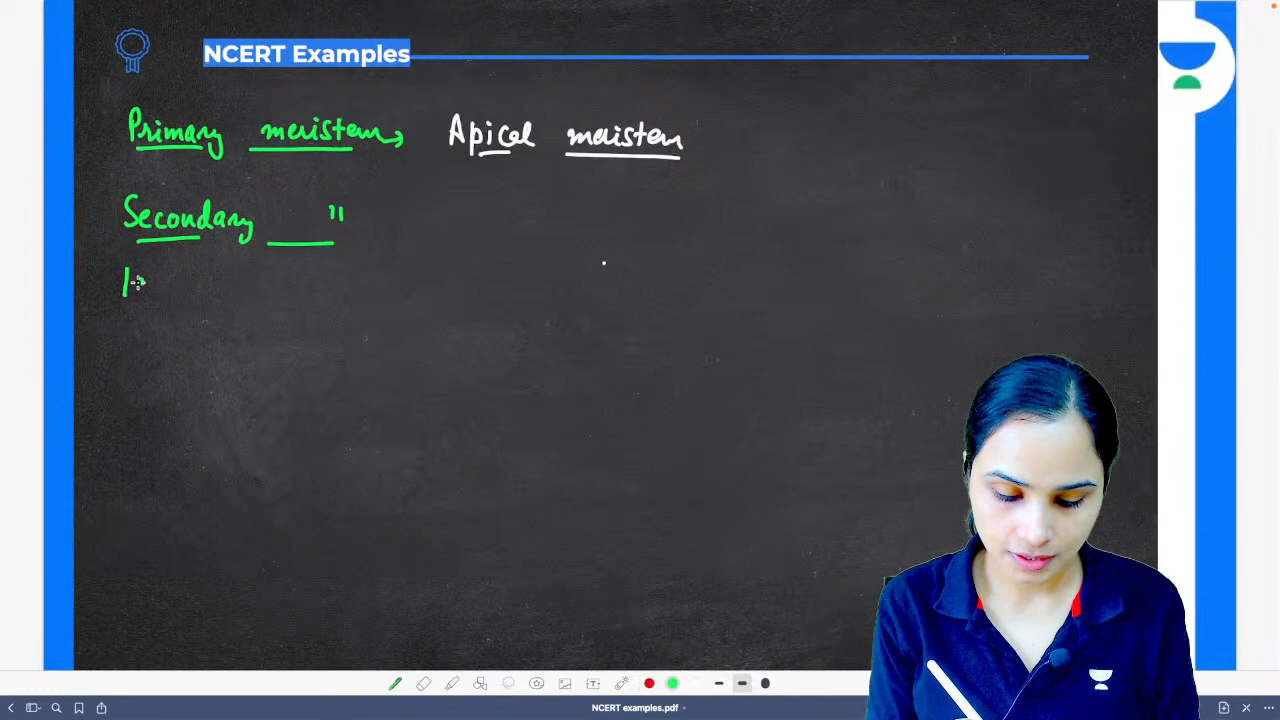 NCERT Examples
Primary meristem → Apical meristem
Secondary "
NCERT examples.pdf